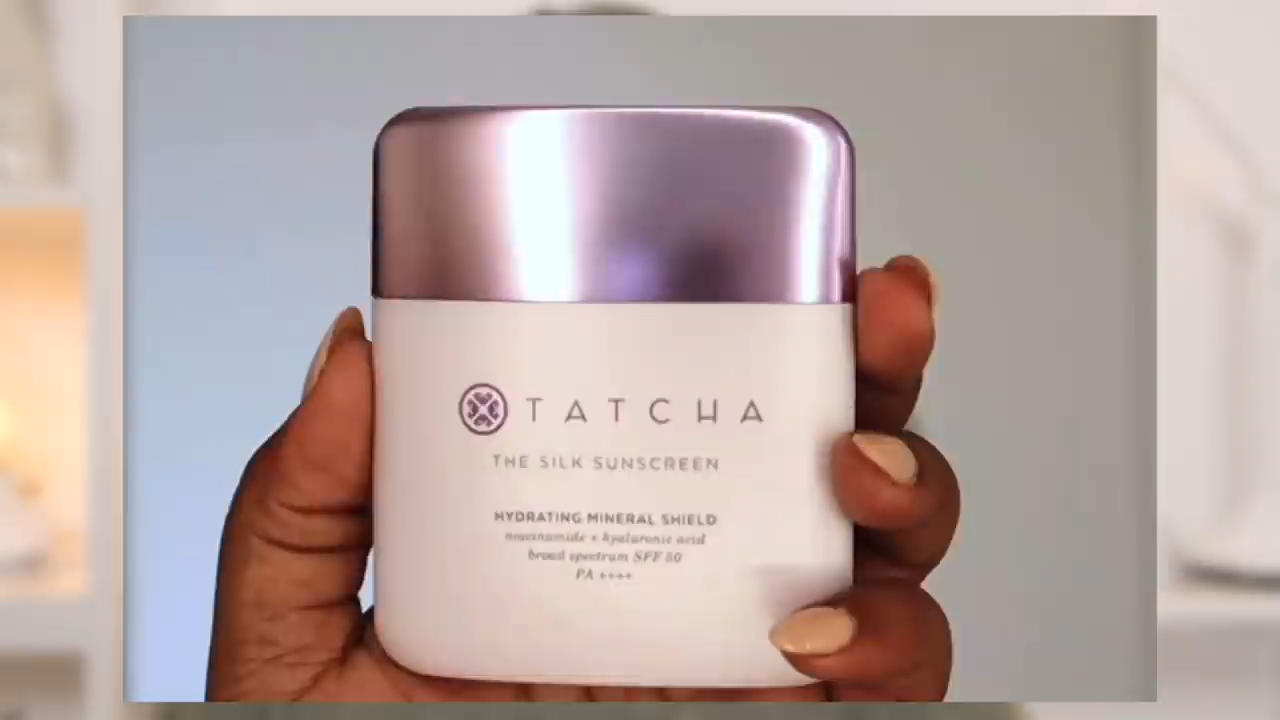 TATCHA
THE SILK SUNSCREEN
HYDRATING MINERAL SHIELD
niacinamide + hyaluronic acid
broad spectrum SPF 50
PA ++++